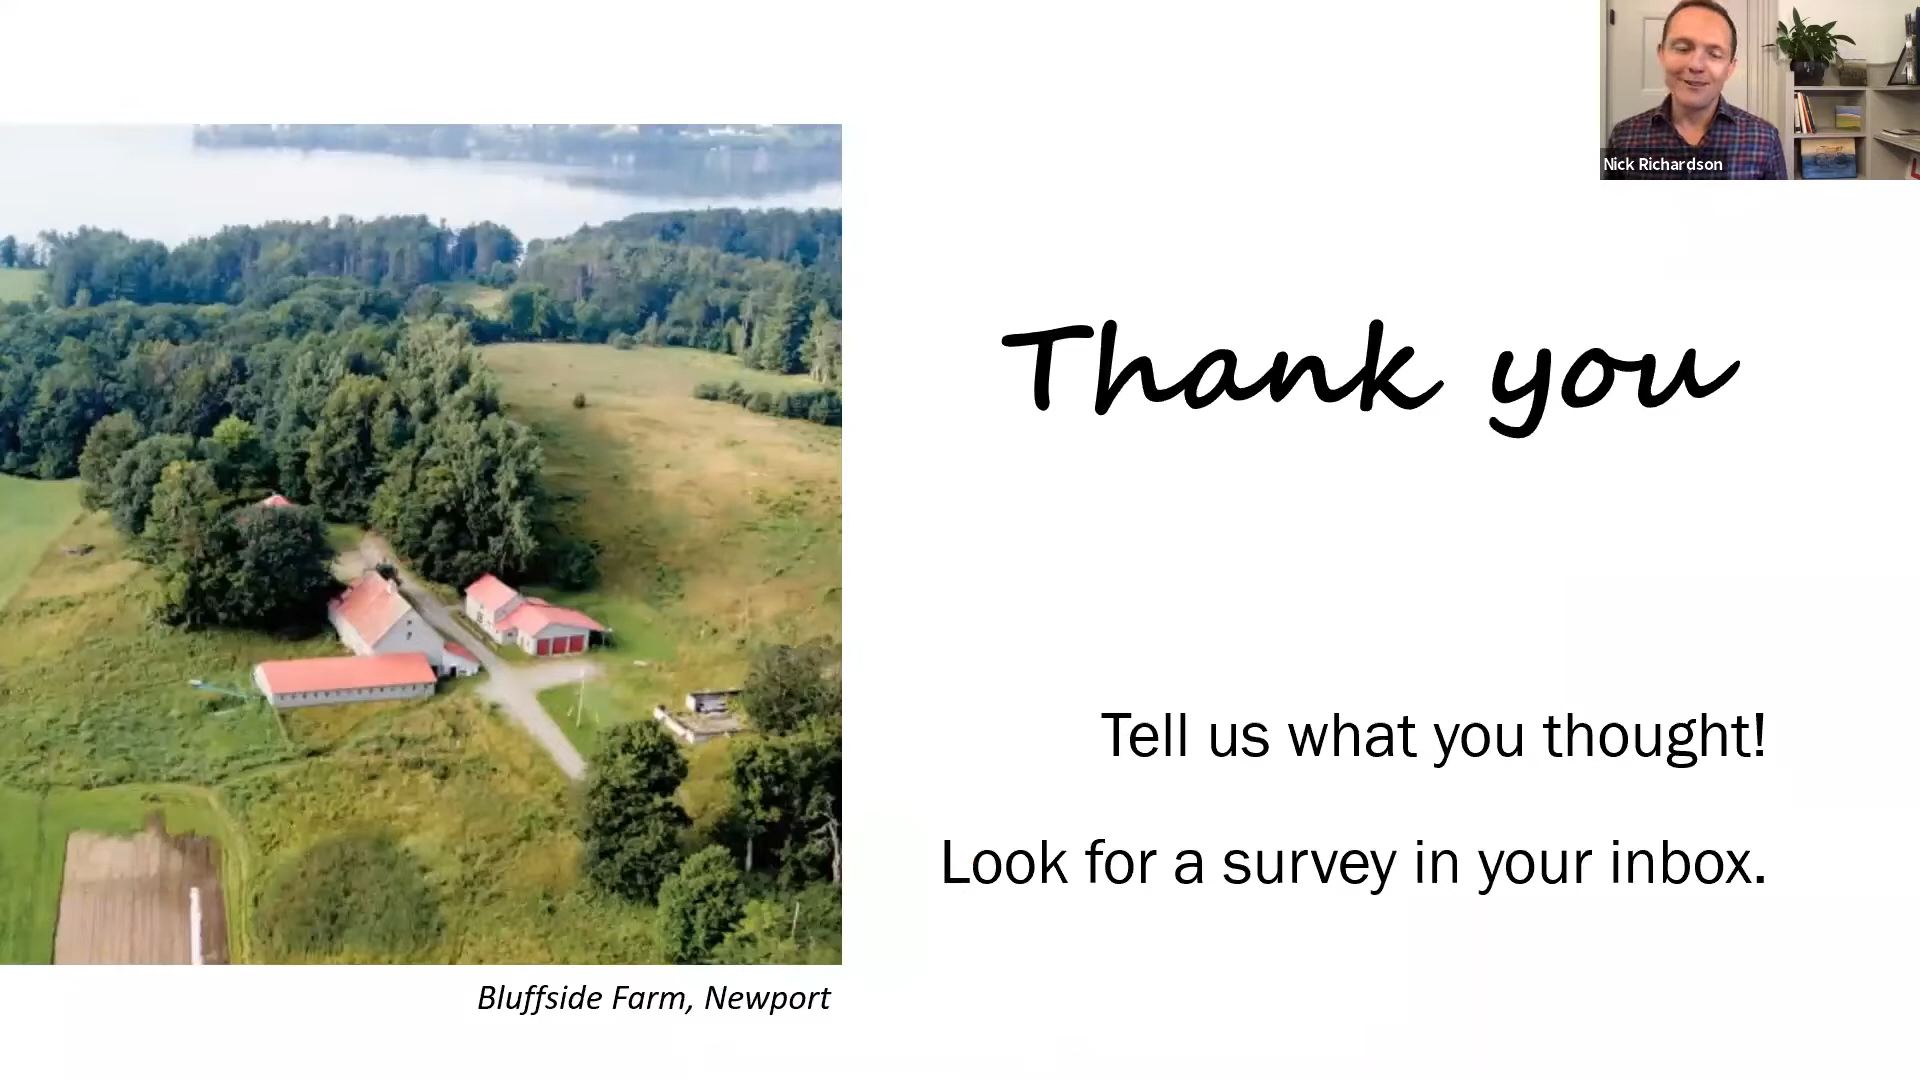 Nick Richardson
Thank you
Tell us what you thought!
Look for a survey in your inbox.
Bluffside Farm, Newport